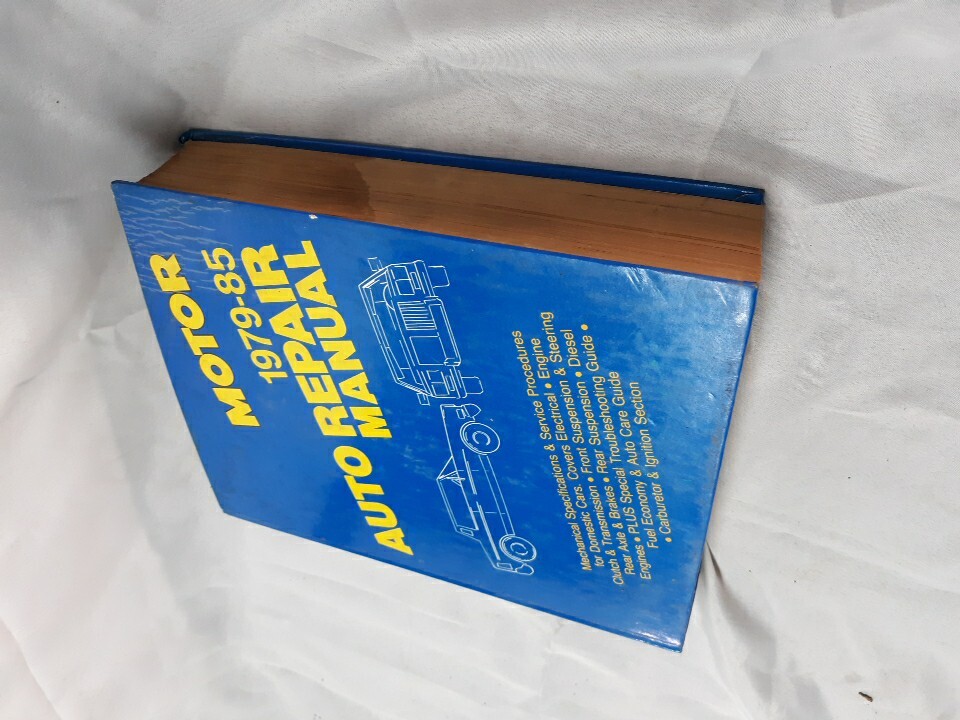 MOTOR
1979-85
AUTO REPAIR
MANUAL
Mechanical Specifications & Service Procedures
for Domestic Cars. Covers Electrical • Engine
Clutch & Transmission • Front Suspension & Steering
Rear Axle & Brakes • Rear Suspension • Diesel
Engines • PLUS Special Troubleshooting Guide •
Fuel Economy & Auto Care Guide
• Carburetor & Ignition Section